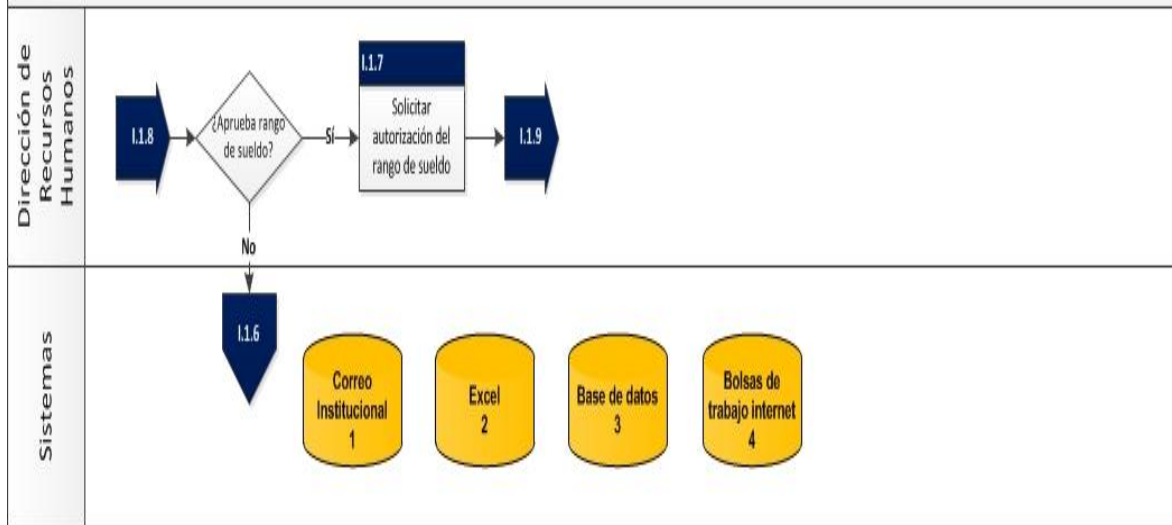 Dirección de
Recursos
Humanos
I.1.8
¿Aprueba rango
de sueldo?
Sí
I.1.7
Solicitar
autorización del
rango de sueldo
I.1.9
No
Sistemas
I.1.6
Correo
Institucional
1
Excel
2
Base de datos
3
Bolsas de
trabajo internet
4